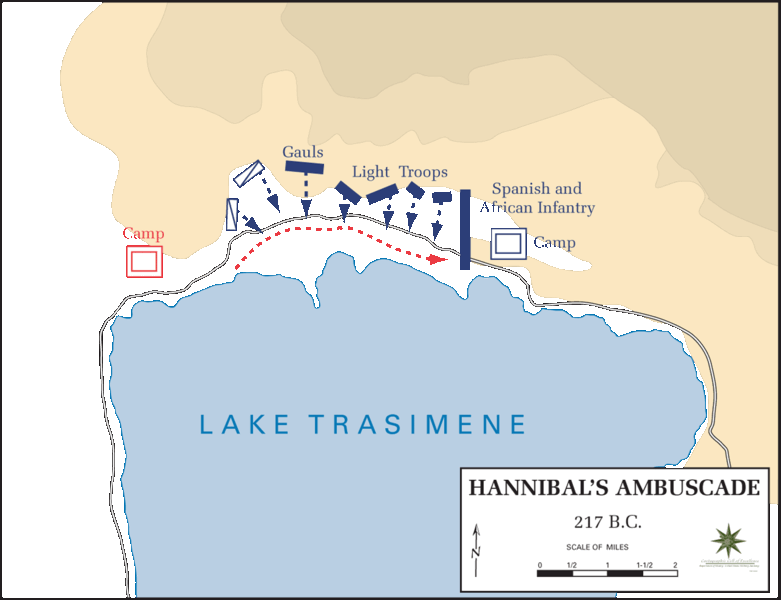 Gauls
Light Troops
Spanish and
African Infantry
Camp
Camp
LAKE TRASIMENE
HANNIBAL'S AMBUSCADE
217 B.C.
SCALE OF MILES
0 1/2 1 1-1/2 2
N